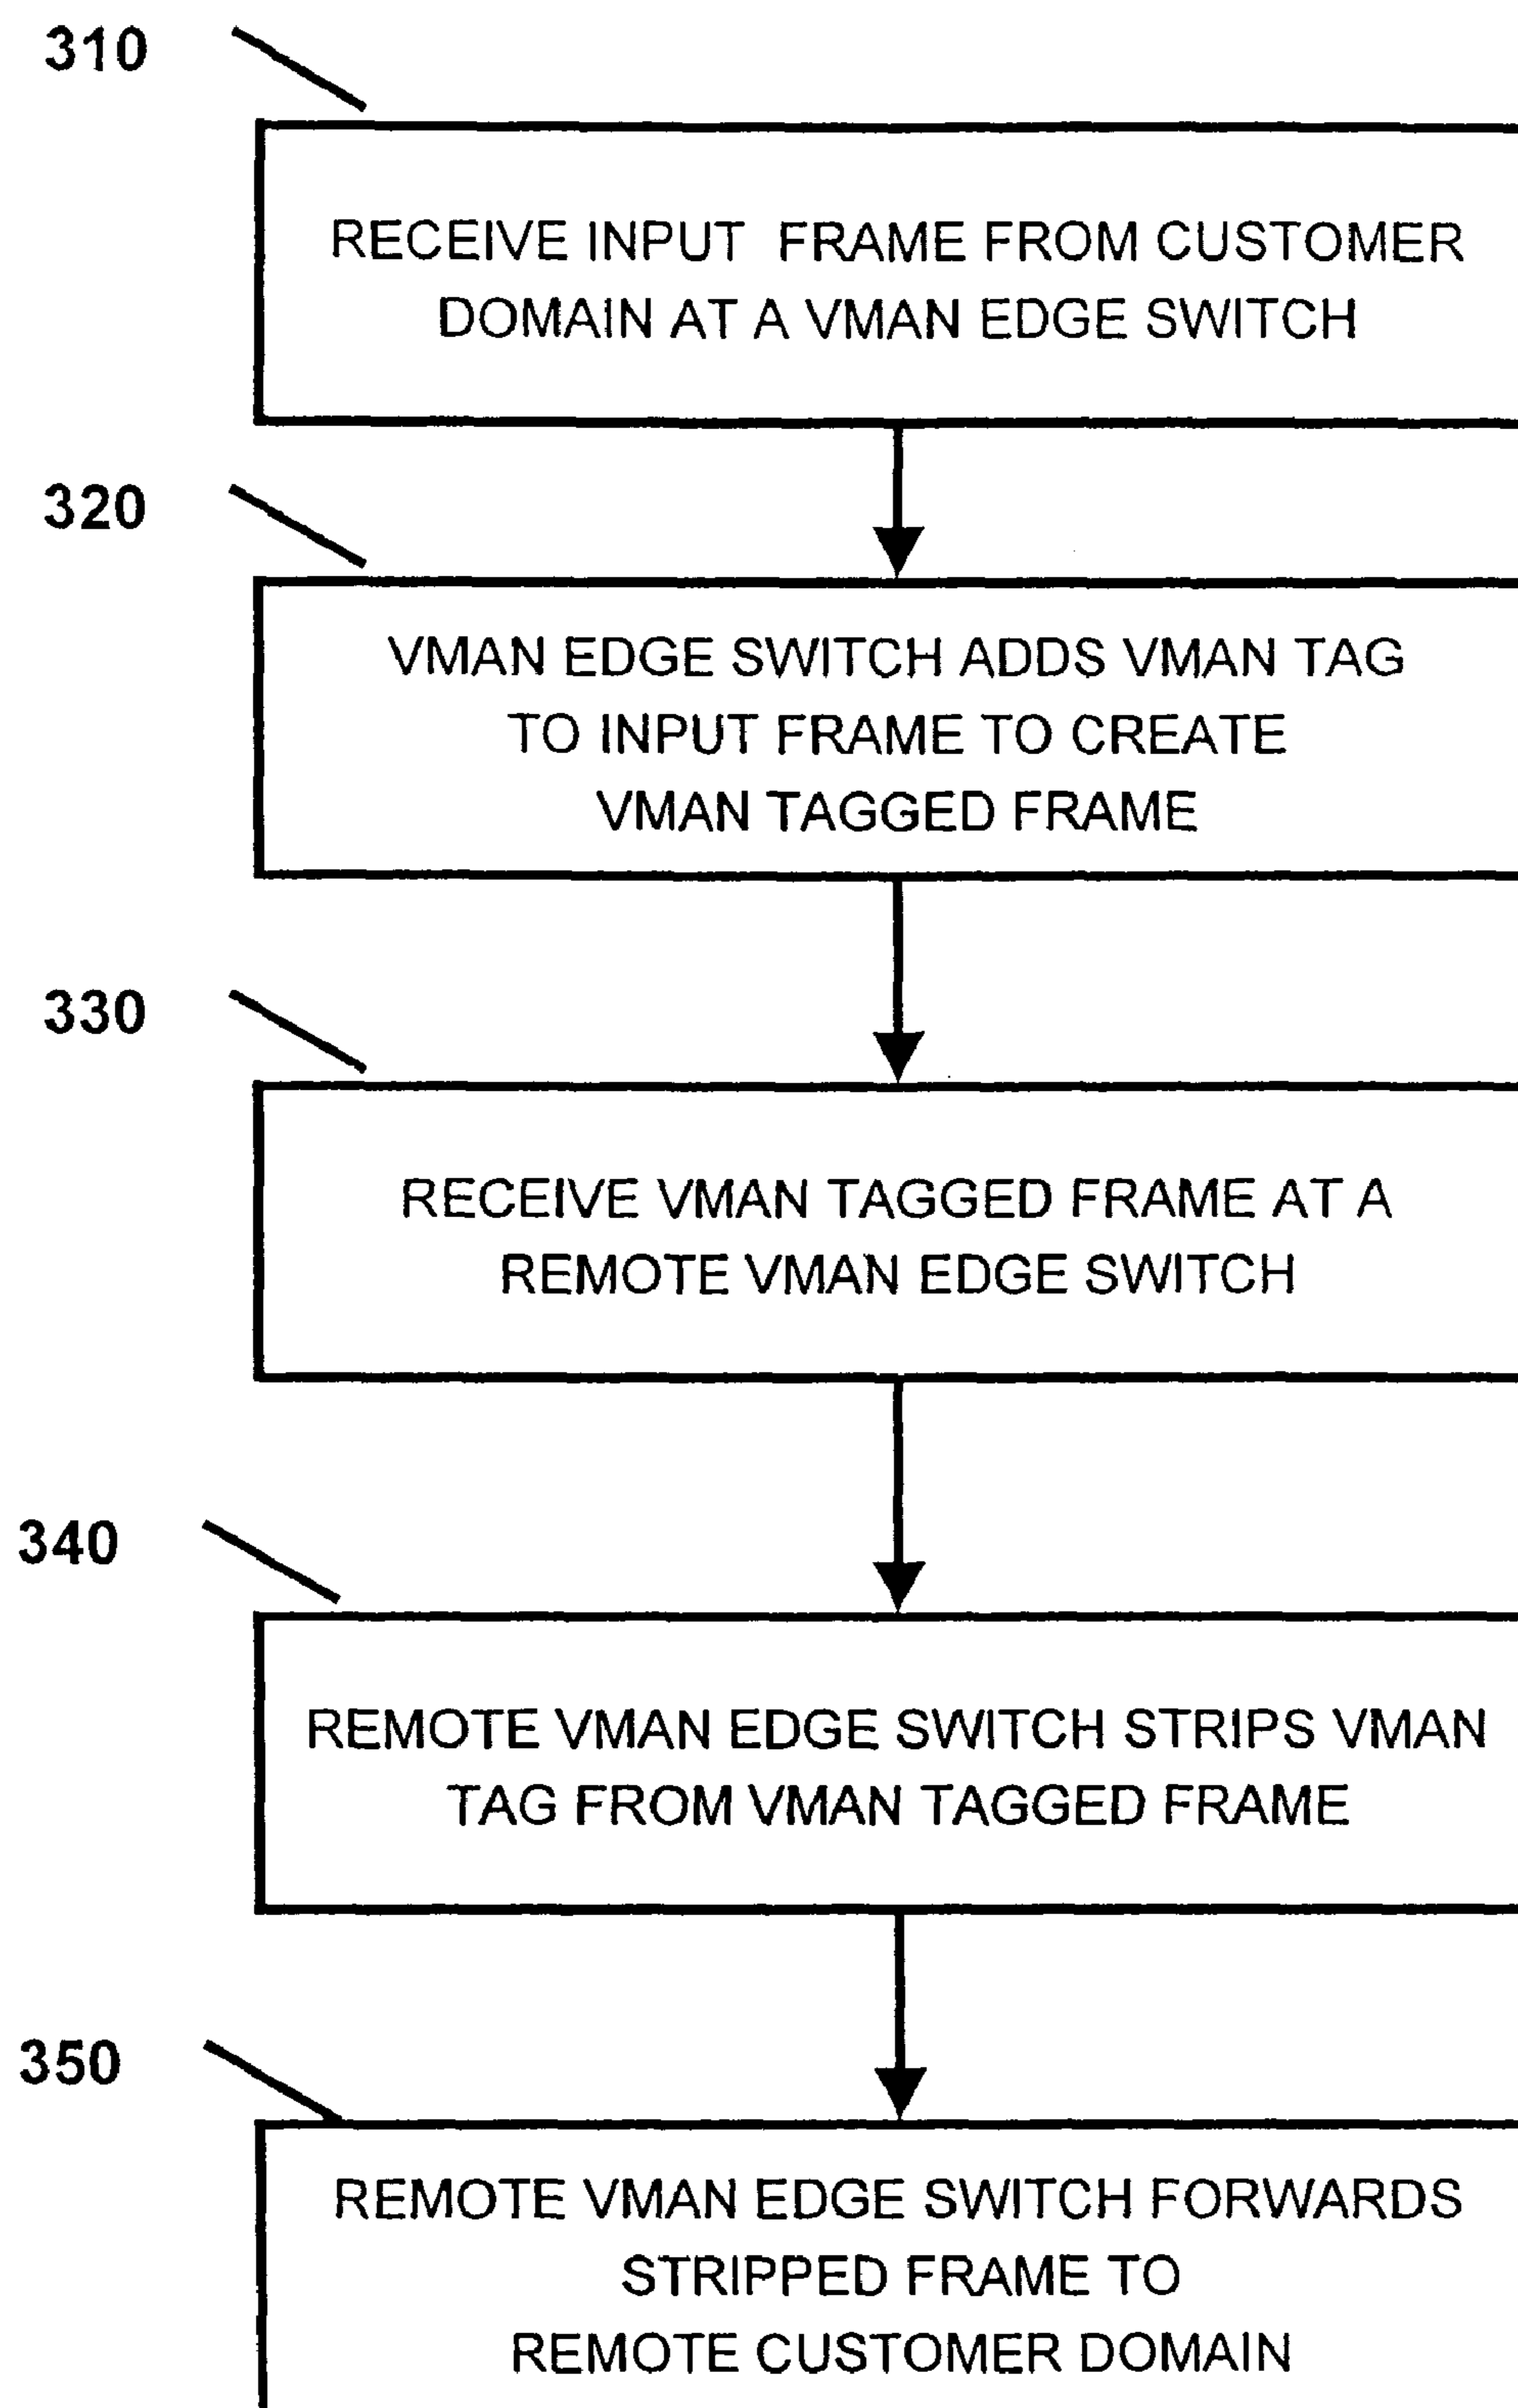 310
RECEIVE INPUT FRAME FROM CUSTOMER
DOMAIN AT A VMAN EDGE SWITCH
320
VMAN EDGE SWITCH ADDS VMAN TAG
TO INPUT FRAME TO CREATE
VMAN TAGGED FRAME
330
RECEIVE VMAN TAGGED FRAME AT A
REMOTE VMAN EDGE SWITCH
340
REMOTE VMAN EDGE SWITCH STRIPS VMAN
TAG FROM VMAN TAGGED FRAME
350
REMOTE VMAN EDGE SWITCH FORWARDS
STRIPPED FRAME TO
REMOTE CUSTOMER DOMAIN